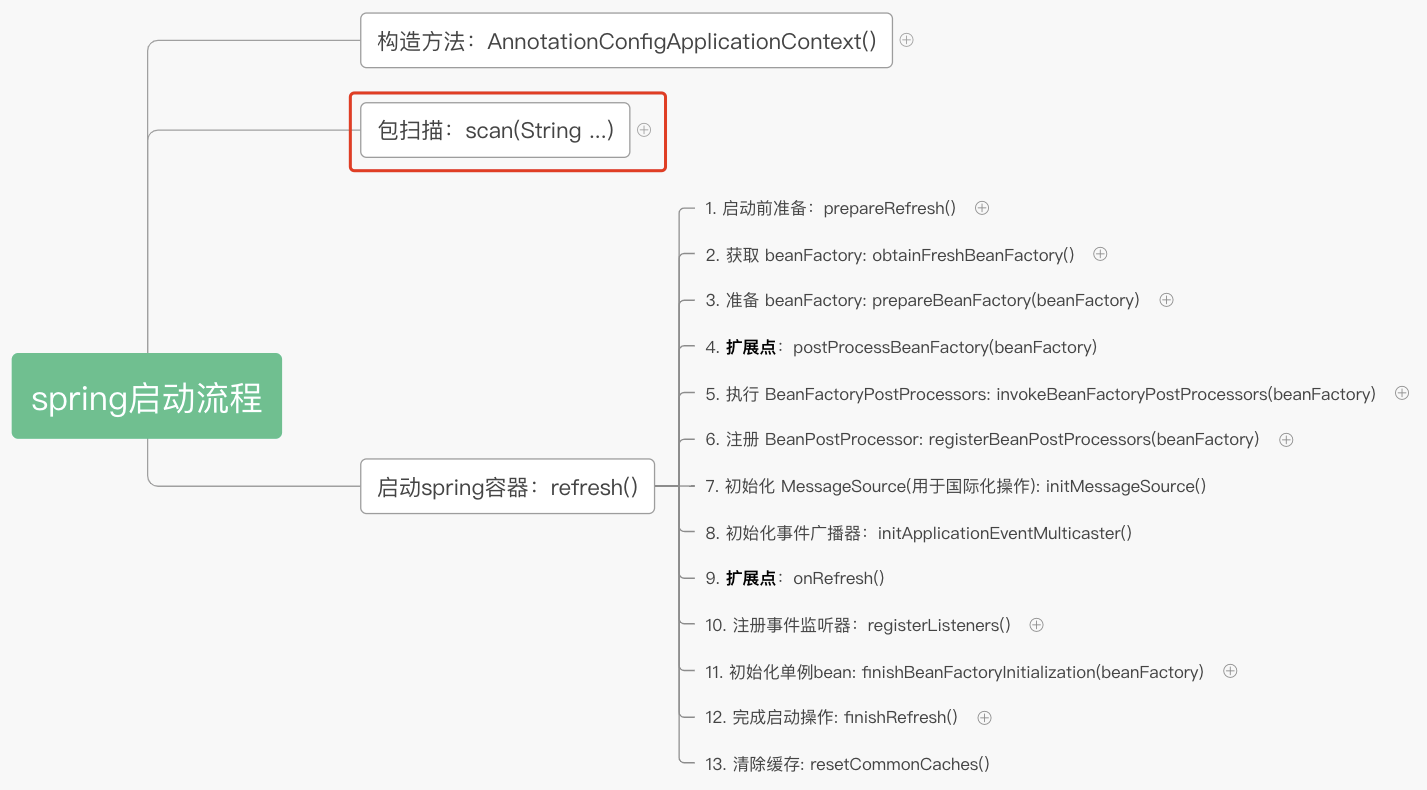 构造方法：AnnotationConfigApplicationContext()
包扫描：scan(String ...)
1. 启动前准备：prepareRefresh()
2. 获取 beanFactory: obtainFreshBeanFactory()
3. 准备 beanFactory: prepareBeanFactory(beanFactory)
4. 扩展点：postProcessBeanFactory(beanFactory)
spring启动流程
5. 执行 BeanFactoryPostProcessors: invokeBeanFactoryPostProcessors(beanFactory)
6. 注册 BeanPostProcessor: registerBeanPostProcessors(beanFactory)
启动spring容器：refresh()
7. 初始化 MessageSource(用于国际化操作): initMessageSource()
8. 初始化事件广播器：initApplicationEventMulticaster()
9. 扩展点：onRefresh()
10. 注册事件监听器：registerListeners()
11. 初始化单例bean: finishBeanFactoryInitialization(beanFactory)
12. 完成启动操作: finishRefresh()
13. 清除缓存: resetCommonCaches()